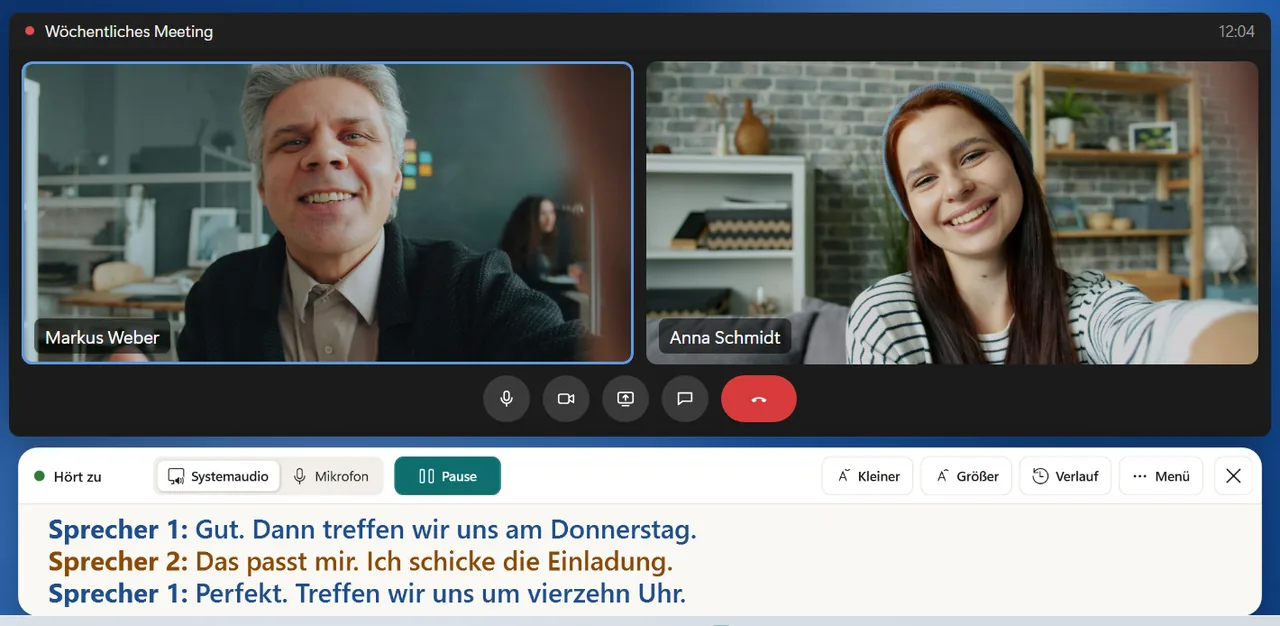 Wöchentliches Meeting
12:04
Markus Weber
Anna Schmidt
Hört zu
Systemaudio
Mikrofon
Pause
Kleiner
Größer
Verlauf
Menü
Sprecher 1: Gut. Dann treffen wir uns am Donnerstag.
Sprecher 2: Das passt mir. Ich schicke die Einladung.
Sprecher 1: Perfekt. Treffen wir uns um vierzehn Uhr.